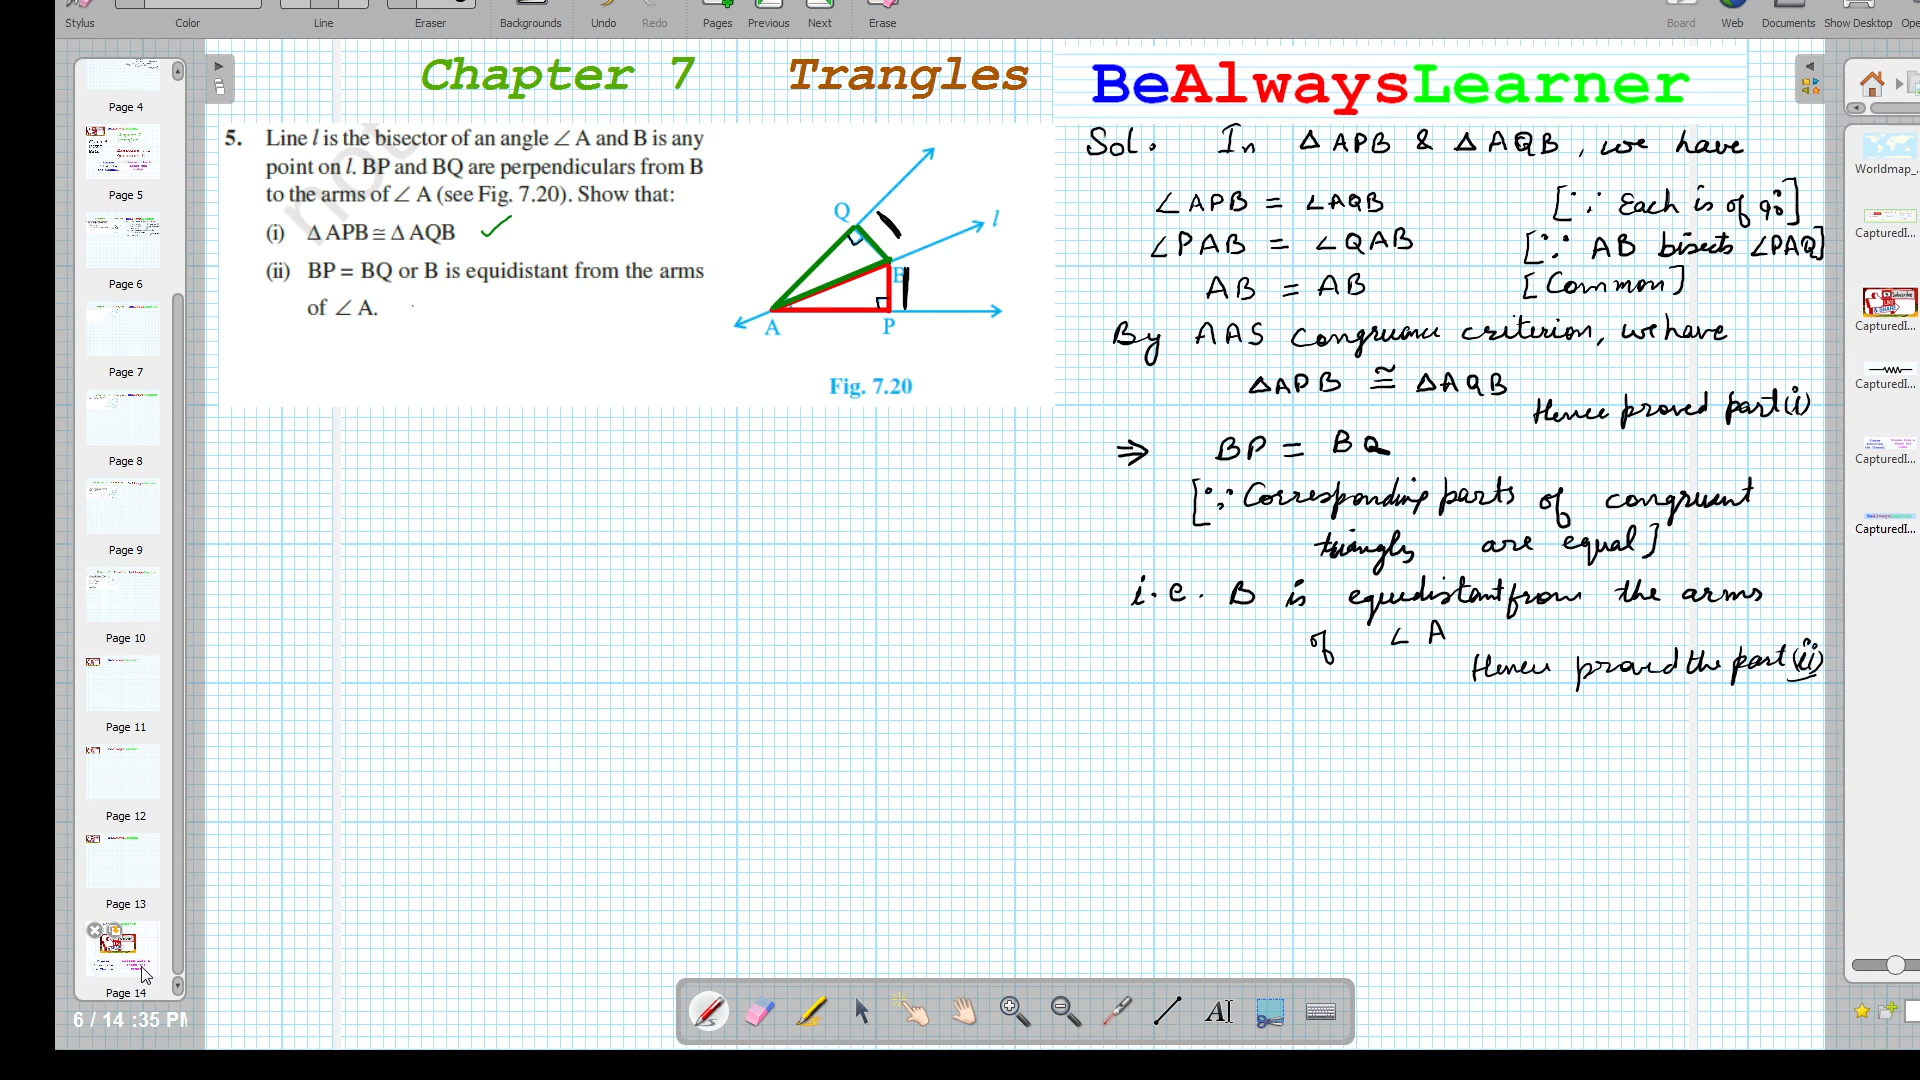 Stylus Color Line Eraser Backgrounds Undo Redo Pages Previous Next Erase Board Web Documents Show Desktop Ope
Chapter 7 Trangles BeAlwaysLearner
5. Line l is the bisector of an angle ∠ A and B is any
point on l. BP and BQ are perpendiculars from B
to the arms of ∠ A (see Fig. 7.20). Show that:
(i) Δ APB ≅ Δ AQB
(ii) BP = BQ or B is equidistant from the arms
of ∠ A.
Q
l
B
A
P
Fig. 7.20
Sol. In Δ APB & Δ AQB, we have
∠APB = ∠AQB [∵ Each is of 90°]
∠PAB = ∠QAB [∵ AB bisects ∠PAQ]
AB = AB [Common]
By AAS congruence criterion, we have
ΔAPB ≅ ΔAQB
Hence proved part (i)
⇒ BP = BQ
[∵ Corresponding parts of congruent
triangles are equal]
i.e. B is equidistant from the arms
of ∠A
Hence proved the part (ii)
Page 4
Page 5
Page 6
Page 7
Page 8
Page 9
Page 10
Page 11
Page 12
Page 13
Page 14
6 / 14 :35 PM
Worldmap_..
CapturedI...
CapturedI...
CapturedI...
CapturedI...
CapturedI...